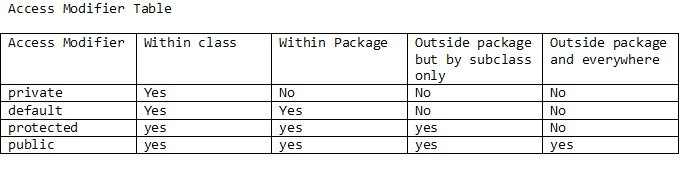 Access Modifier Table
Access Modifier Within class Within Package Outside package Outside package
but by subclass and everywhere
only
private Yes No No No
default Yes Yes No No
protected yes yes yes No
public yes yes yes yes